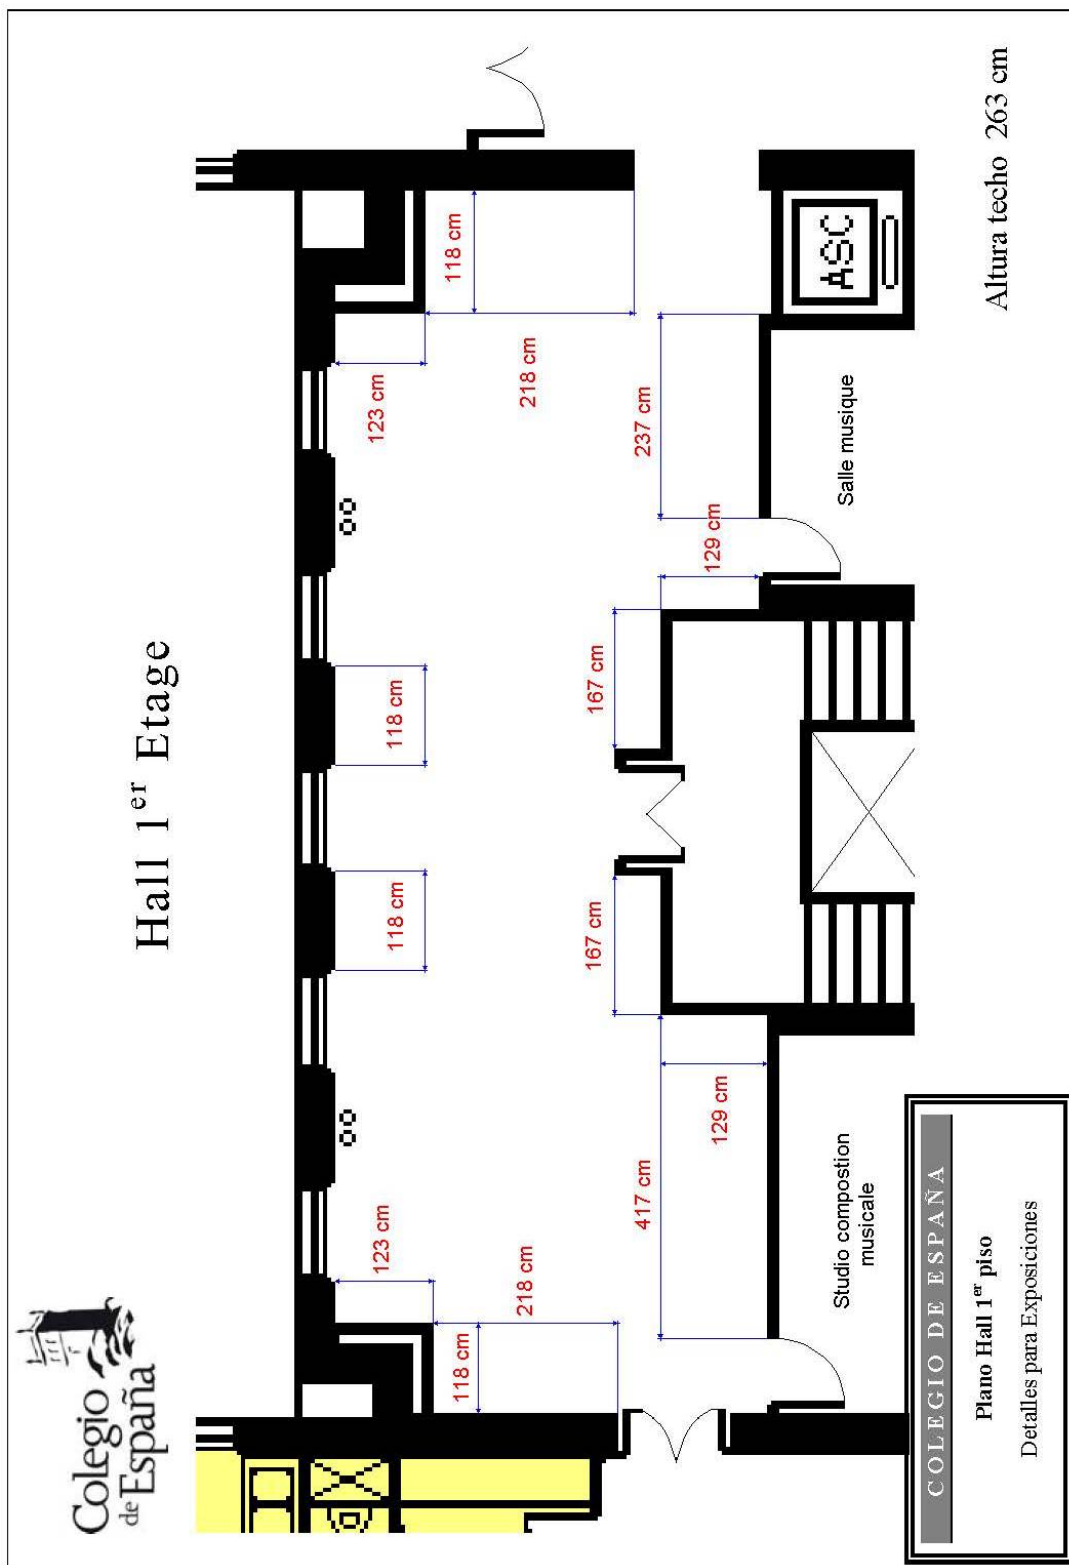 Colegio
de España
Hall 1er Etage
Altura techo 263 cm
123 cm
118 cm
118 cm
123 cm
118 cm
218 cm
218 cm
118 cm
167 cm
167 cm
417 cm
129 cm
129 cm
237 cm
ASC
Studio compostion
musicale
Salle musique
COLEGIO DE ESPAÑA
Plano Hall 1er piso
Detalles para Exposiciones